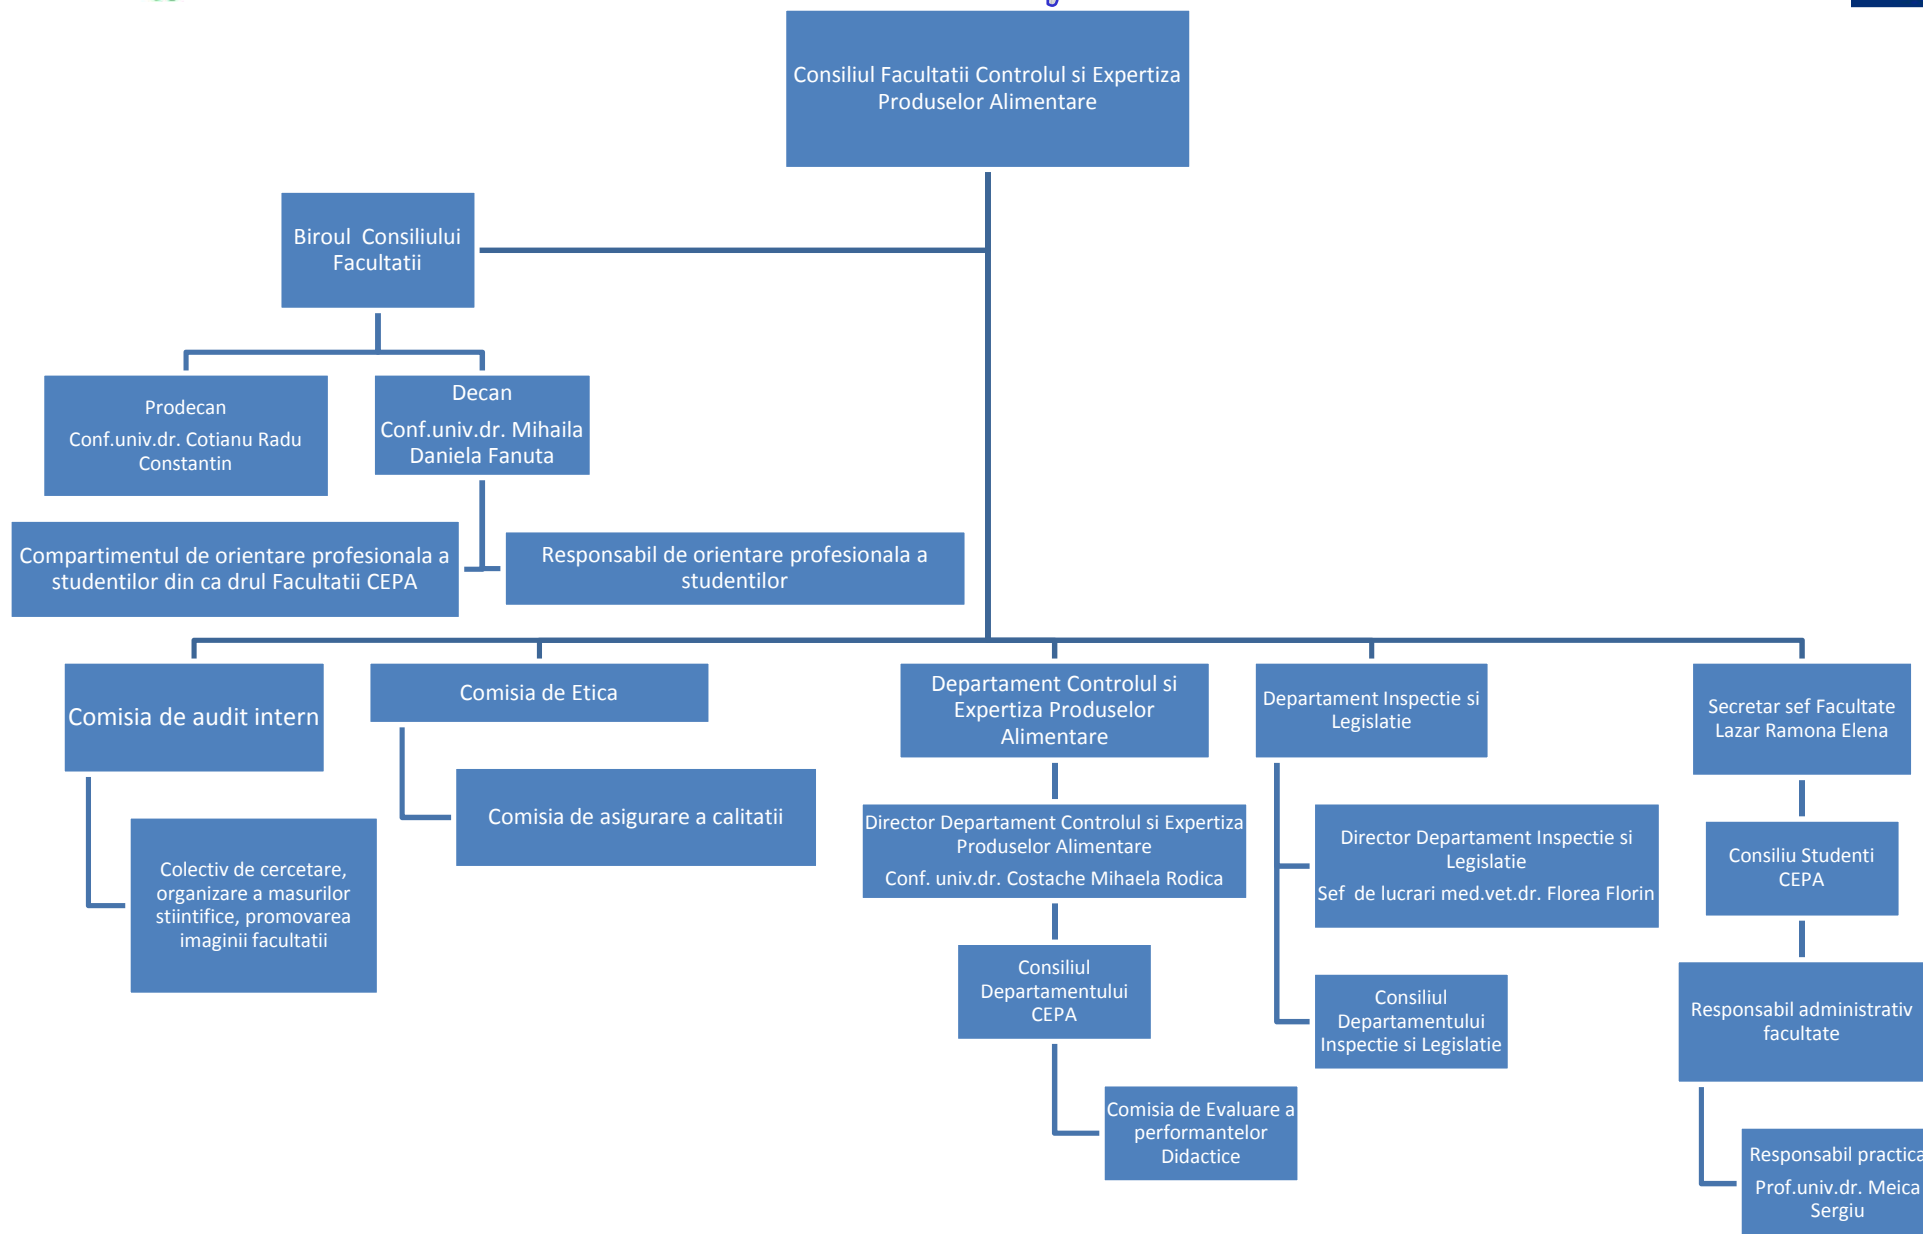 Consiliul Facultatii Controlul si Expertiza
Produselor Alimentare
Biroul Consiliului
Facultatii
Prodecan
Conf.univ.dr. Cotianu Radu
Constantin
Decan
Conf.univ.dr. Mihaila
Daniela Fanuta
Compartimentul de orientare profesionala a
studentilor din ca drul Facultatii CEPA
Responsabil de orientare profesionala a
studentilor
Comisia de audit intern
Colectiv de cercetare,
organizare a masurilor
stiintifice, promovarea
imaginii facultatii
Comisia de Etica
Comisia de asigurare a calitatii
Departament Controlul si
Expertiza Produselor
Alimentare
Director Departament Controlul si Expertiza
Produselor Alimentare
Conf. univ.dr. Costache Mihaela Rodica
Consiliul
Departamentului
CEPA
Comisia de Evaluare a
performantelor
Didactice
Departament Inspectie si
Legislatie
Director Departament Inspectie si
Legislatie
Sef de lucrari med.vet.dr. Florea Florin
Consiliul
Departamentului
Inspectie si Legislatie
Secretar sef Facultate
Lazar Ramona Elena
Consiliu Studenti
CEPA
Responsabil administrativ
facultate
Responsabil practica
Prof.univ.dr. Meica
Sergiu